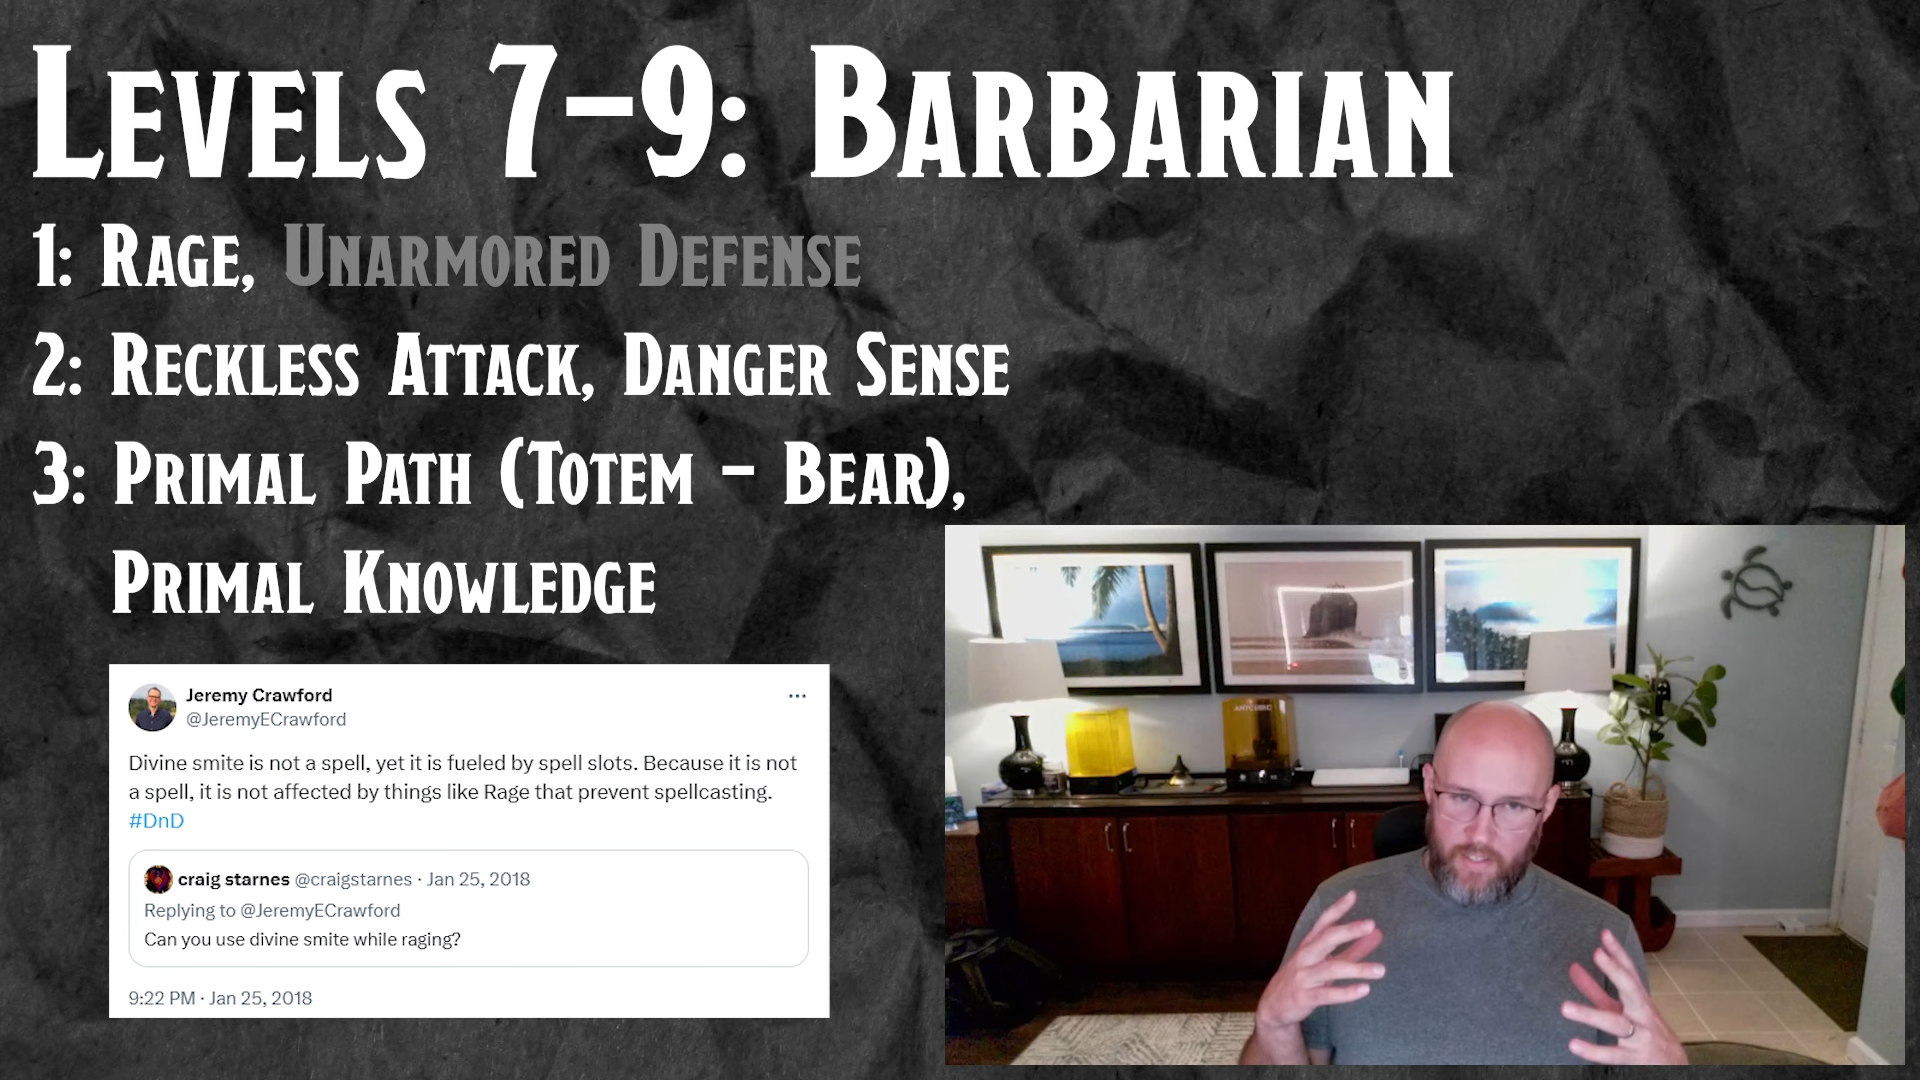 Levels 7–9: Barbarian
1: Rage, Unarmored Defense
2: Reckless Attack, Danger Sense
3: Primal Path (Totem – Bear),
Primal Knowledge
Jeremy Crawford
@JeremyECrawford
Divine smite is not a spell, yet it is fueled by spell slots. Because it is not
a spell, it is not affected by things like Rage that prevent spellcasting.
#DnD
craig starnes @craigstarnes · Jan 25, 2018
Replying to @JeremyECrawford
Can you use divine smite while raging?
9:22 PM · Jan 25, 2018
ANYCUBIC